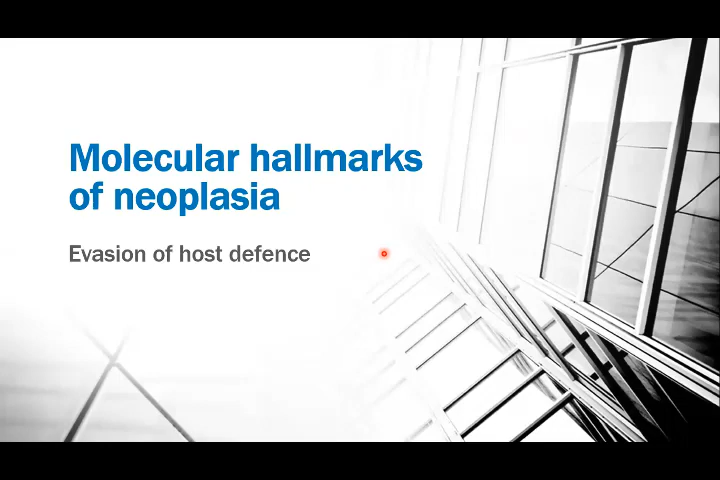 Molecular hallmarks
of neoplasia
Evasion of host defence